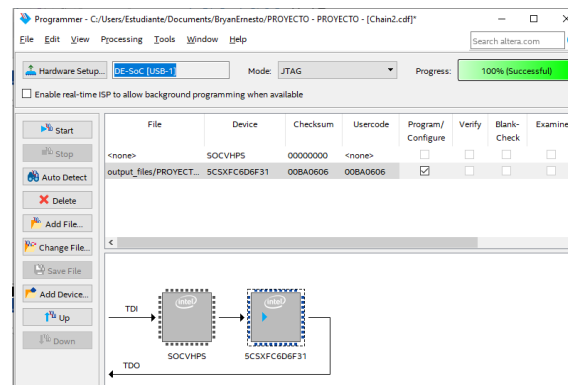 Programmer - C:/Users/Estudiante/Documents/BryanErnesto/PROYECTO - PROYECTO - [Chain2.cdf]*
File Edit View Processing Tools Window Help
Search altera.com
Hardware Setup... DE-SoC [USB-1] Mode: JTAG Progress: 100% (Successful)
Enable real-time ISP to allow background programming when available
Start
Stop
Auto Detect
Delete
Add File...
Change File...
Save File
Add Device...
Up
Down
File Device Checksum Usercode Program/ Configure Verify Blank- Check Examine
<none> SOCVHPS 00000000 <none>
output_files/PROYECT... 5CSXFC6D6F31 00BA0606 00BA0606
TDI
intel
intel
SOCVHPS
5CSXFC6D6F31
TDO